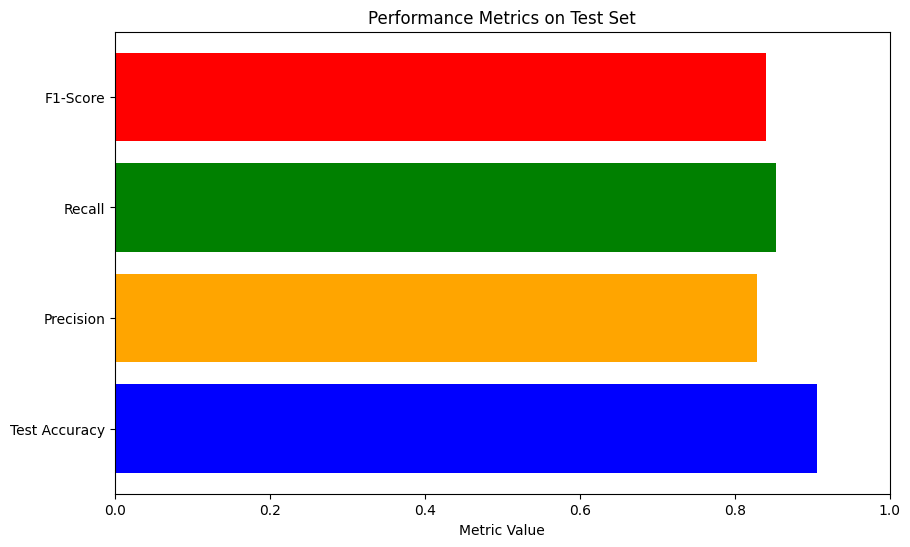 Performance Metrics on Test Set
F1-Score
Recall
Precision
Test Accuracy
0.0 0.2 0.4 0.6 0.8 1.0
Metric Value